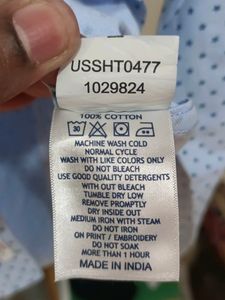 USSHT0477
1029824
100% COTTON
30
MACHINE WASH COLD
NORMAL CYCLE
WASH WITH LIKE COLORS ONLY
DO NOT BLEACH
USE GOOD QUALITY DETERGENTS
WITH OUT BLEACH
TUMBLE DRY LOW
REMOVE PROMPTLY
DRY INSIDE OUT
MEDIUM IRON WITH STEAM
DO NOT IRON
ON PRINT / EMBROIDERY
DO NOT SOAK
MORE THAN 1 HOUR
MADE IN INDIA